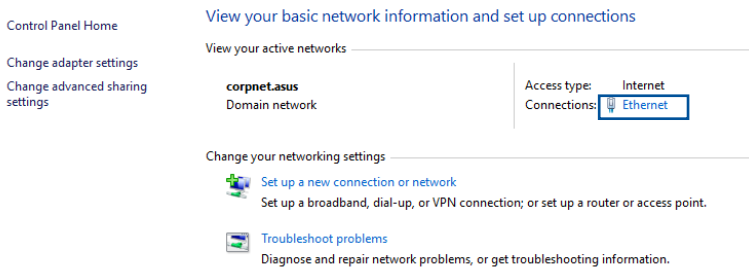 Control Panel Home
Change adapter settings
Change advanced sharing
settings
View your basic network information and set up connections
View your active networks
corpnet.asus
Domain network
Access type: Internet
Connections: Ethernet
Change your networking settings
Set up a new connection or network
Set up a broadband, dial-up, or VPN connection; or set up a router or access point.
Troubleshoot problems
Diagnose and repair network problems, or get troubleshooting information.